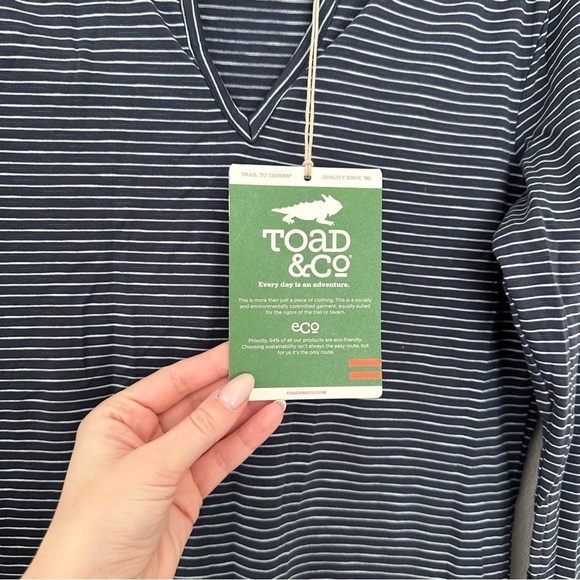 TRAIL TO TAVERN® QUALITY SINCE '96
TOAD
&CO®
Every day is an adventure.
This is more than just a piece of clothing. This is a socially
and environmentally committed garment, equally suited
for the rigors of the trail or tavern.
eco
Proudly, 94% of all our products are eco-friendly.
Choosing sustainability isn't always the easy route, but
for us it's the only route.
TOADANDCO.COM